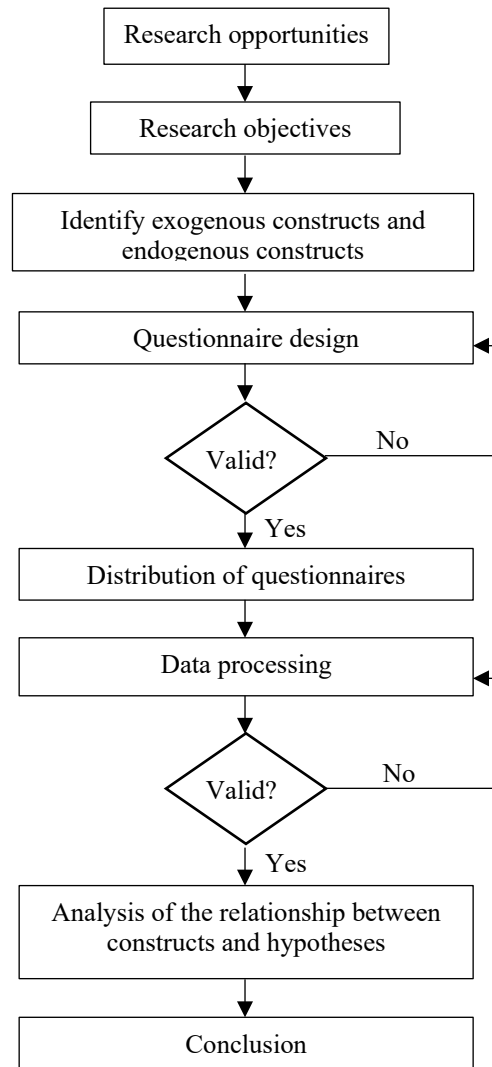 Research opportunities
Research objectives
Identify exogenous constructs and
endogenous constructs
Questionnaire design
Valid?
No
Yes
Distribution of questionnaires
Data processing
Valid?
No
Yes
Analysis of the relationship between
constructs and hypotheses
Conclusion